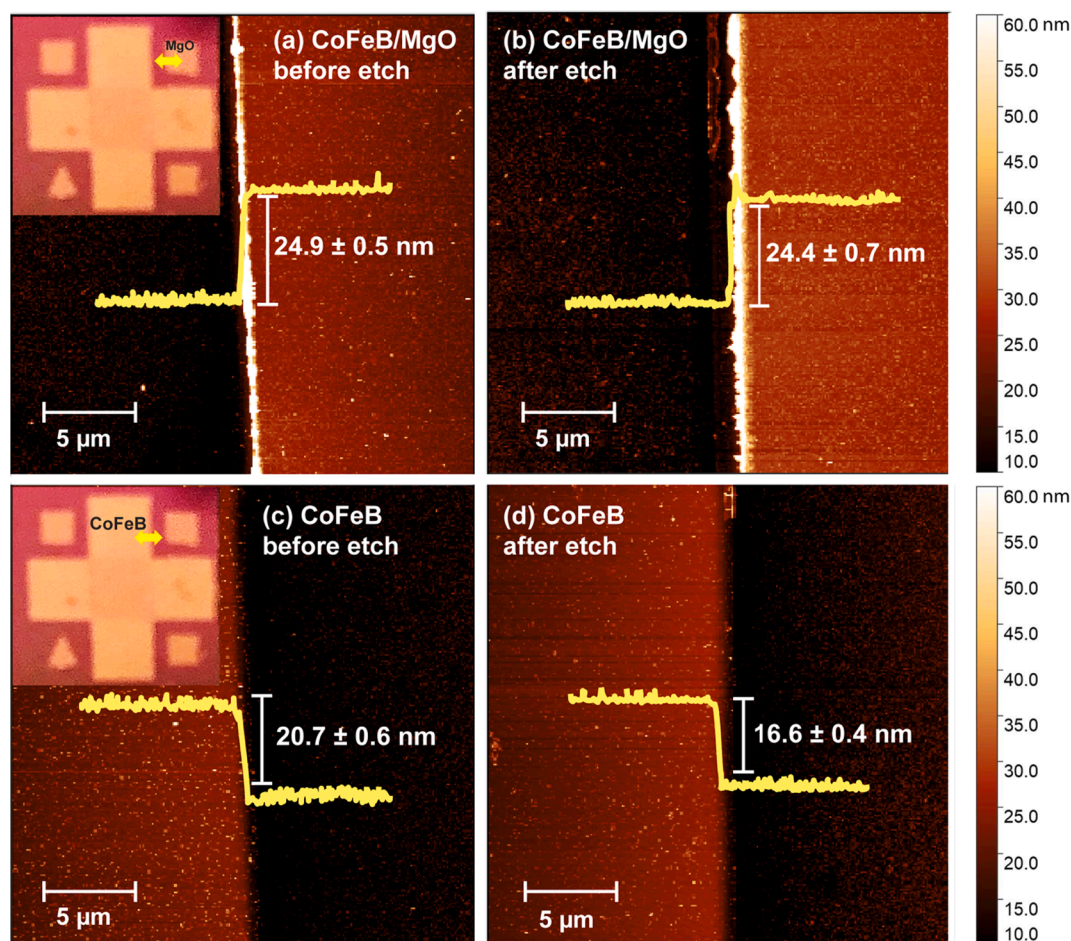 MgO
(a) CoFeB/MgO
before etch
24.9 ± 0.5 nm
5 µm
(b) CoFeB/MgO
after etch
24.4 ± 0.7 nm
5 µm
60.0 nm
55.0
50.0
45.0
40.0
35.0
30.0
25.0
20.0
15.0
10.0
CoFeB
(c) CoFeB
before etch
20.7 ± 0.6 nm
5 µm
(d) CoFeB
after etch
16.6 ± 0.4 nm
5 µm
60.0 nm
55.0
50.0
45.0
40.0
35.0
30.0
25.0
20.0
15.0
10.0